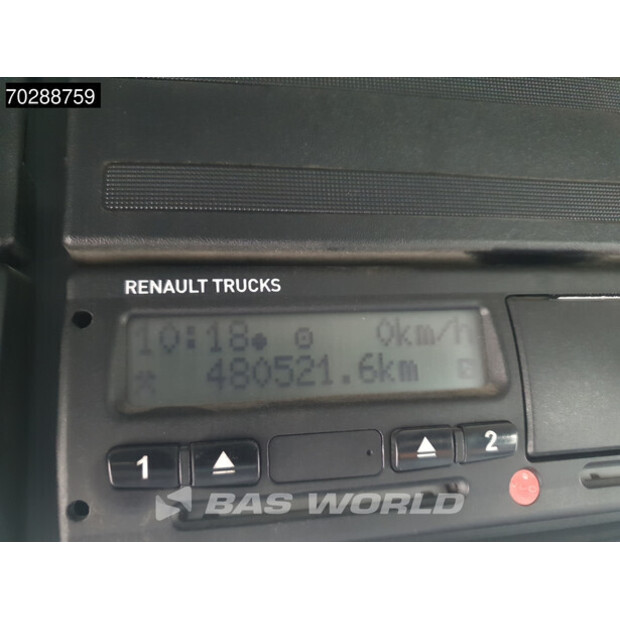 70288759
RENAULT TRUCKS
10:18 0km/h
480521.6km
1 2
BAS WORLD